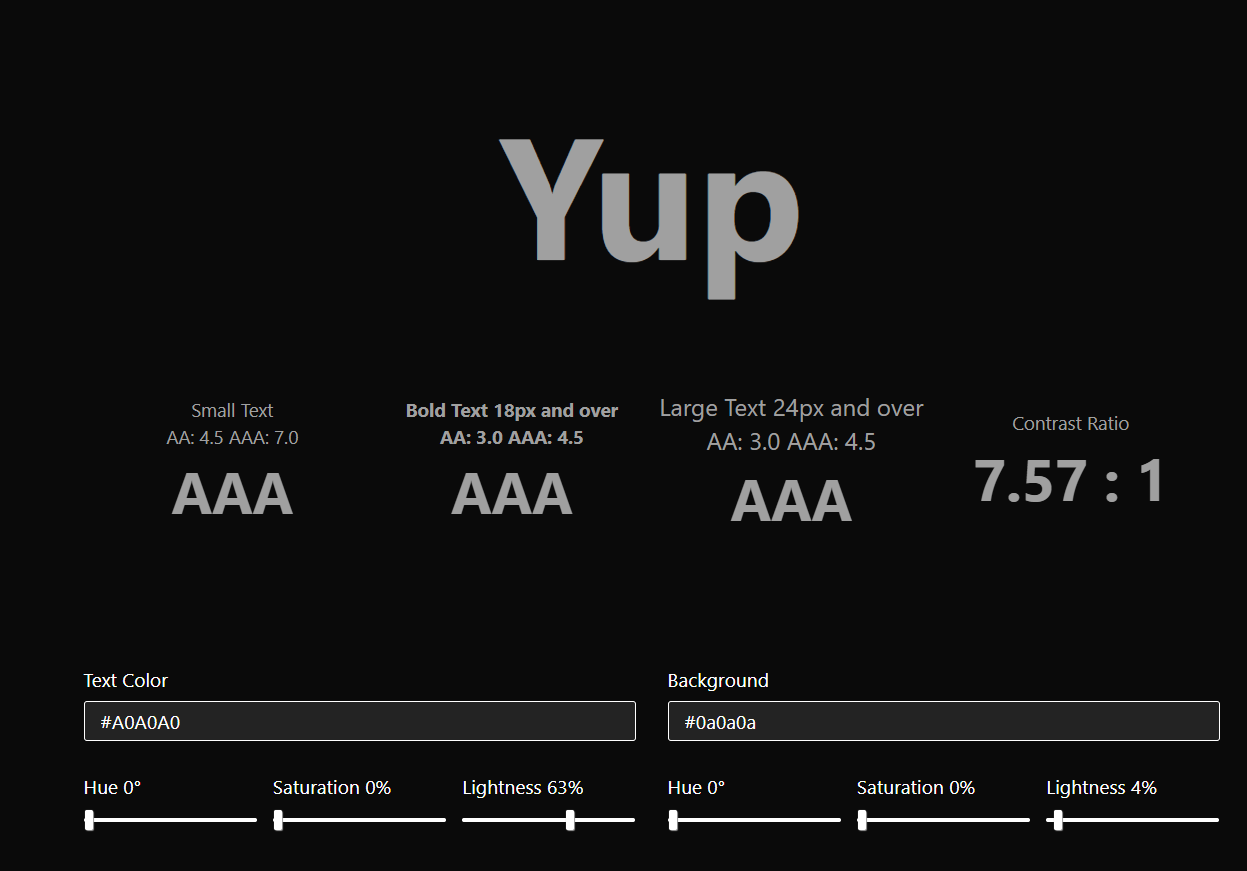 Yup
Small Text
AA: 4.5 AAA: 7.0
AAA
Bold Text 18px and over
AA: 3.0 AAA: 4.5
AAA
Large Text 24px and over
AA: 3.0 AAA: 4.5
AAA
Contrast Ratio
7.57 : 1
Text Color
#A0A0A0
Hue 0°
Saturation 0%
Lightness 63%
Background
#0a0a0a
Hue 0°
Saturation 0%
Lightness 4%